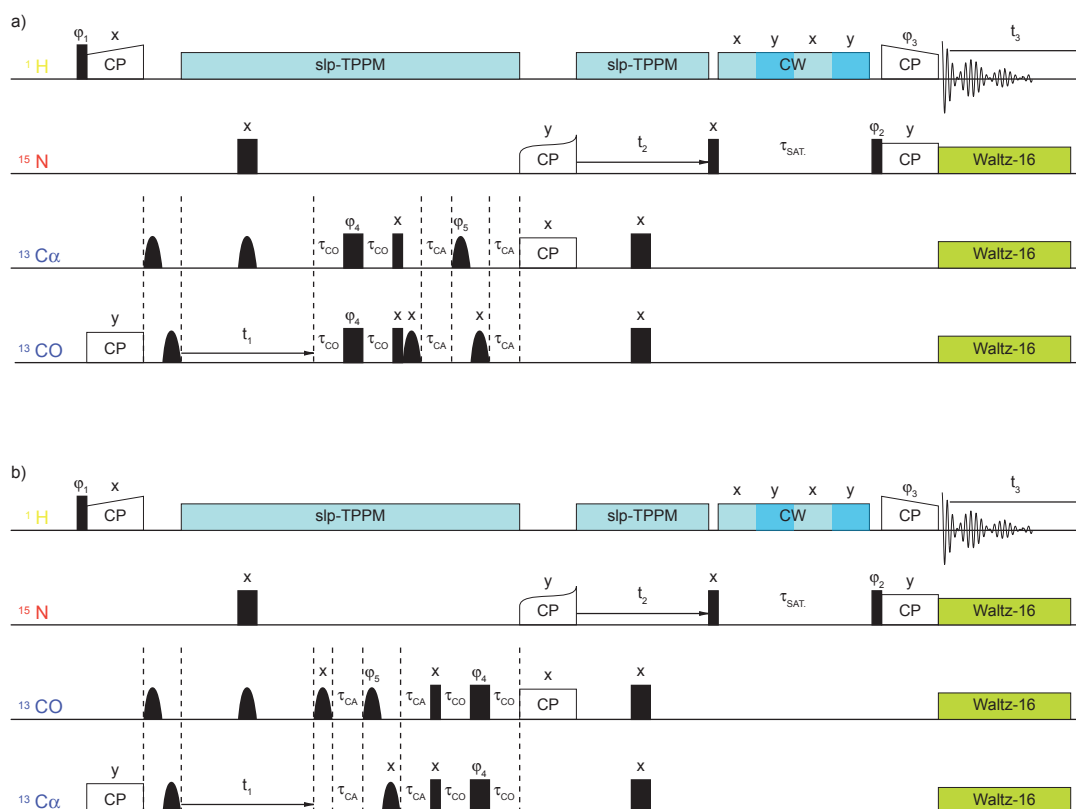 a)
φ1 x φ3 t3
1H CP slp-TPPM slp-TPPM x y x y CW CP
x y t2 x τSAT. φ2 y
15N CP CP Waltz-16
φ4 x φ5 x
13Cα τCO τCO τCA τCA CP x Waltz-16
y t1 φ4 x x x x
13CO CP τCO τCO τCA τCA Waltz-16
b)
φ1 x φ3 t3
1H CP slp-TPPM slp-TPPM x y x y CW CP
x y t2 x τSAT. φ2 y
15N CP CP Waltz-16
x φ5 x φ4 x x
13CO τCA τCA τCO τCO CP Waltz-16
y t1 x x φ4 x
13Cα CP τCA τCA τCO τCO Waltz-16